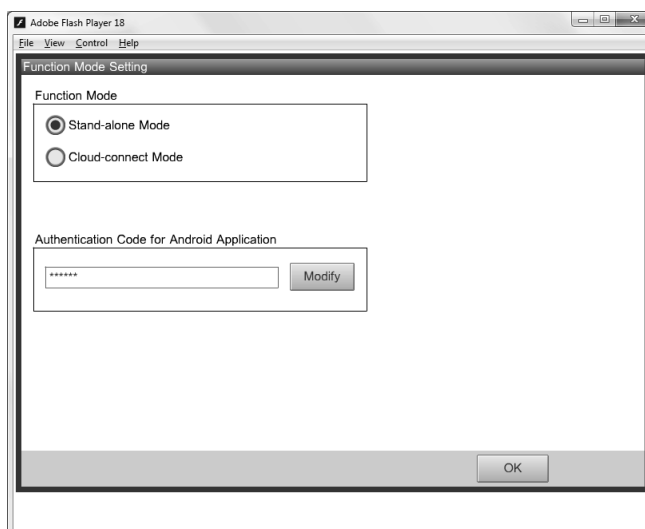 Adobe Flash Player 18
File View Control Help
Function Mode Setting
Function Mode
Stand-alone Mode
Cloud-connect Mode
Authentication Code for Android Application
******
Modify
OK